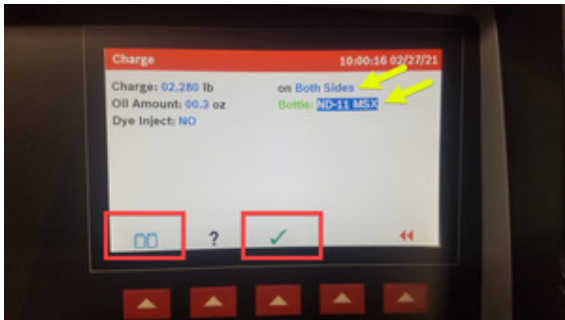 Charge 10:00:16 02/27/21
Charge: 02.280 lb on Both Sides
Oil Amount: 00.3 oz Bottle: ND-11 MSX
Dye Inject: NO
?